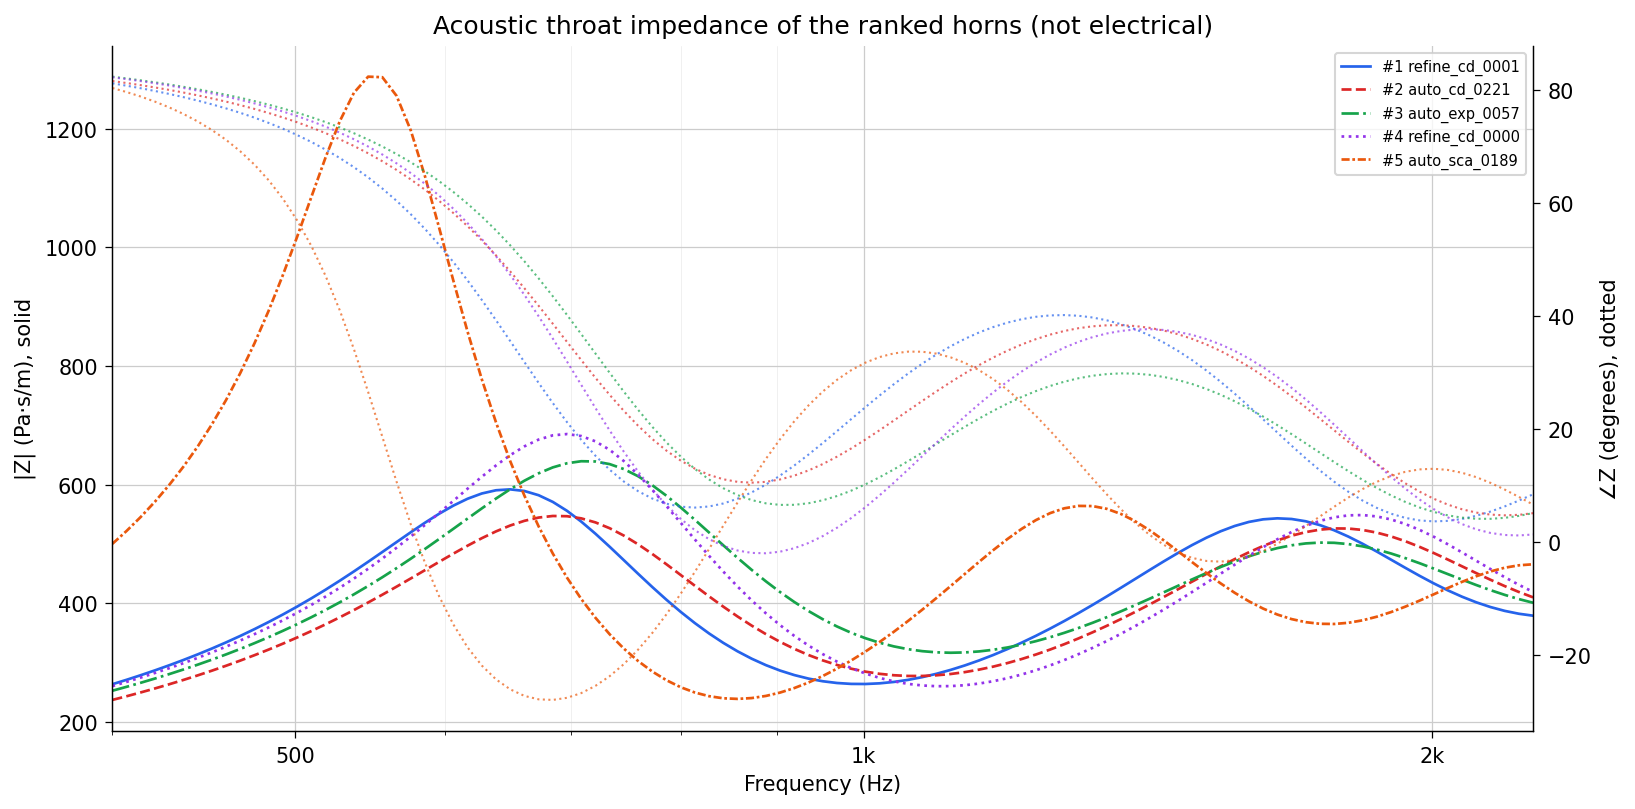 Acoustic throat impedance of the ranked horns (not electrical)
#1 refine_cd_0001
#2 auto_cd_0221
#3 auto_exp_0057
#4 refine_cd_0000
#5 auto_sca_0189
|Z| (Pa·s/m), solid
1200
1000
800
600
400
200
80
60
40
20
0
−20
∠Z (degrees), dotted
500
1k
2k
Frequency (Hz)